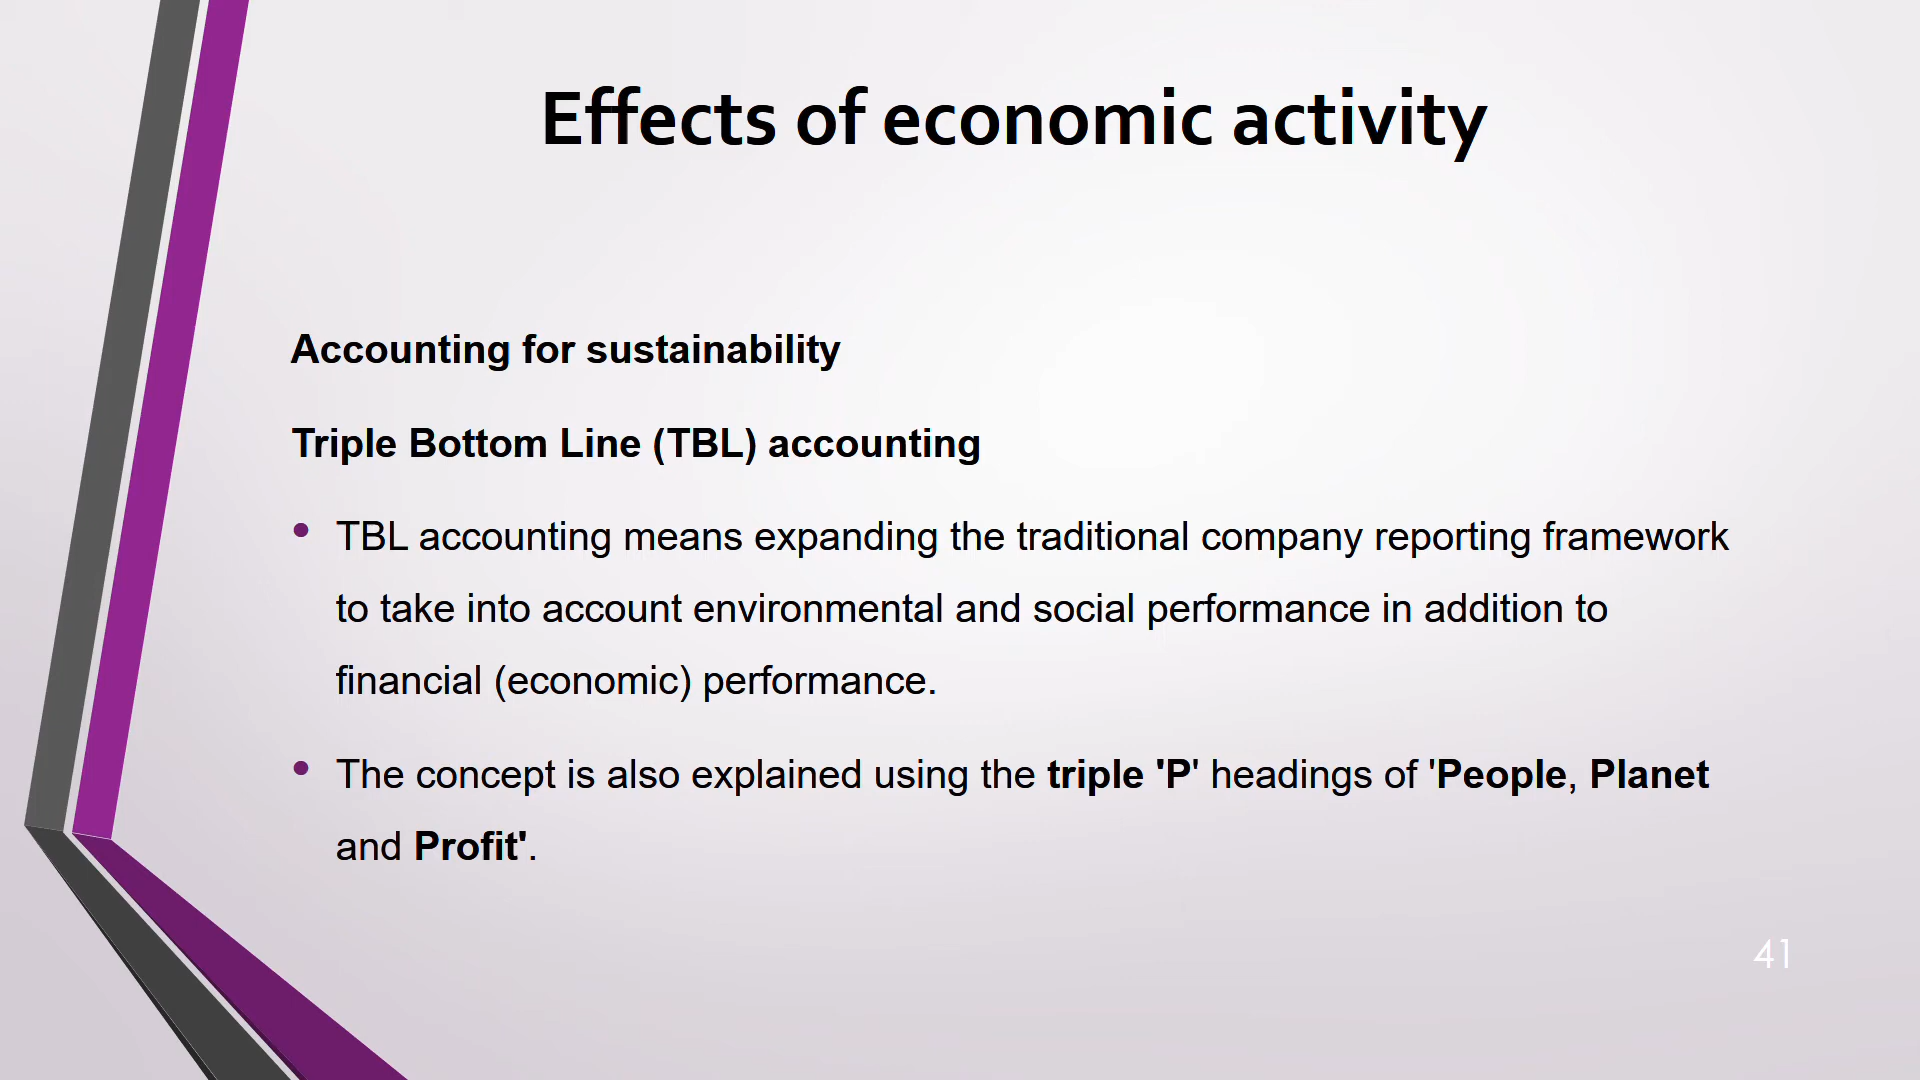 Effects of economic activity
Accounting for sustainability
Triple Bottom Line (TBL) accounting
• TBL accounting means expanding the traditional company reporting framework
to take into account environmental and social performance in addition to
financial (economic) performance.
• The concept is also explained using the triple 'P' headings of 'People, Planet
and Profit'.
41